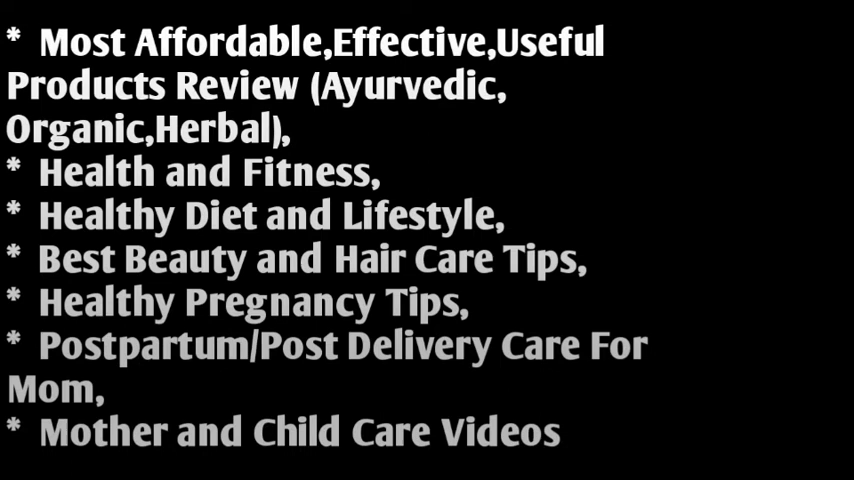 * Most Affordable,Effective,Useful
Products Review (Ayurvedic,
Organic,Herbal),
* Health and Fitness,
* Healthy Diet and Lifestyle,
* Best Beauty and Hair Care Tips,
* Healthy Pregnancy Tips,
* Postpartum/Post Delivery Care For
Mom,
* Mother and Child Care Videos